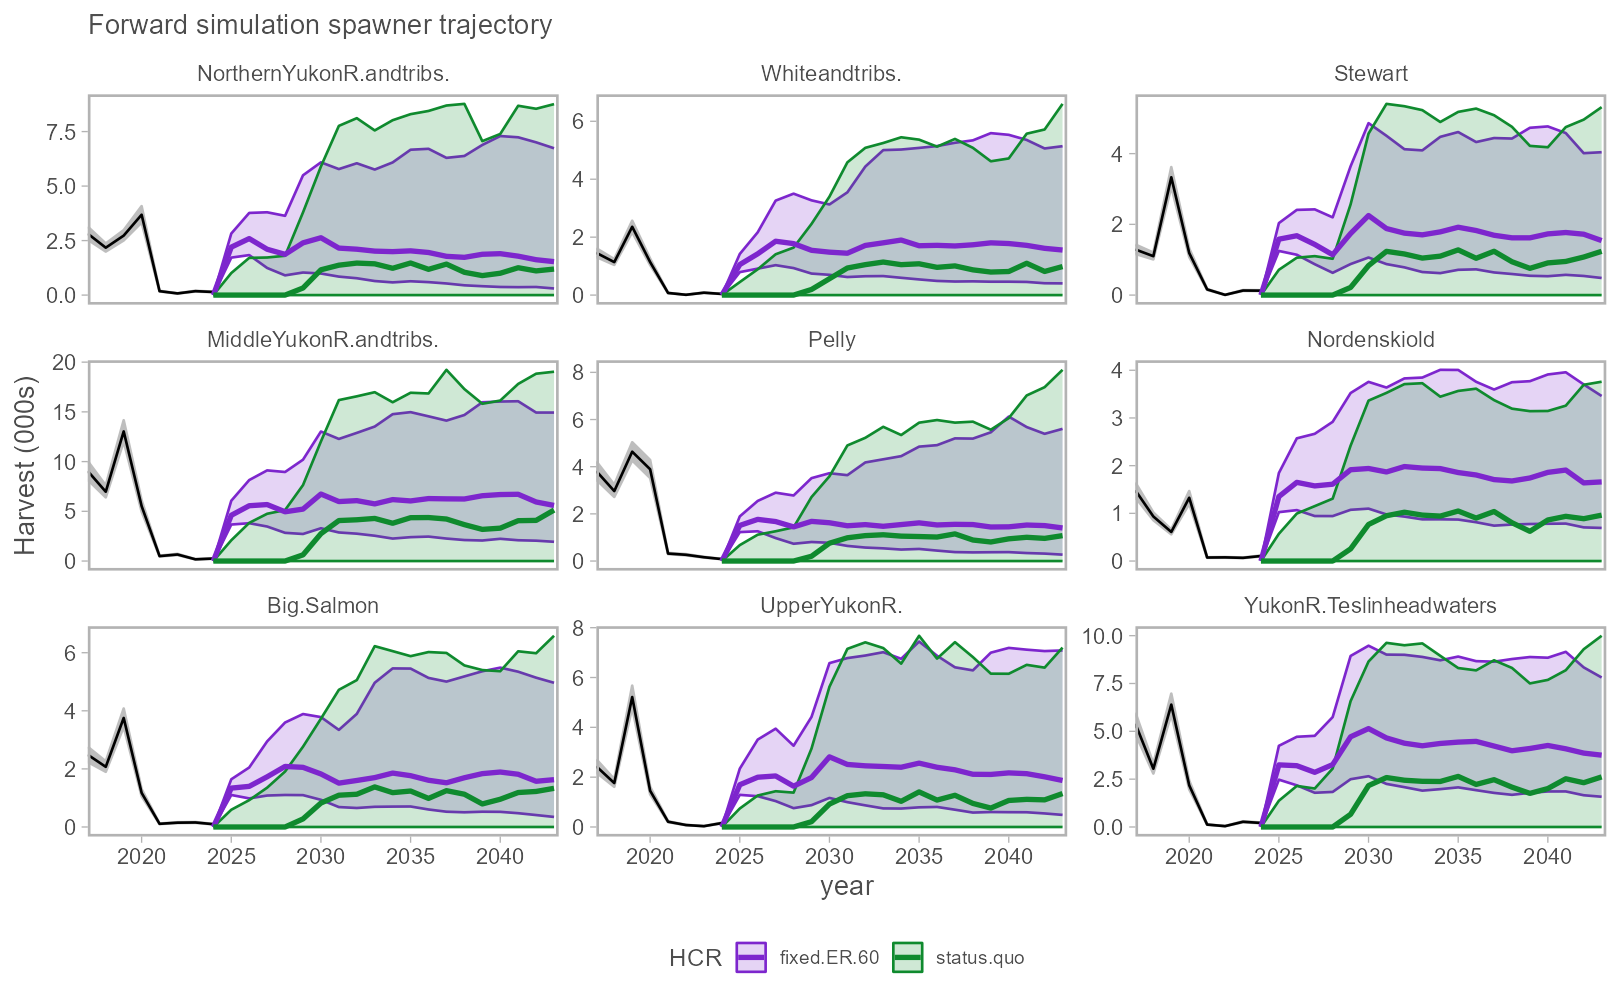 Forward simulation spawner trajectory
NorthernYukonR.andtribs.
Whiteandtribs.
Stewart
7.5
5.0
2.5
0.0
6
4
2
0
4
2
0
MiddleYukonR.andtribs.
Pelly
Nordenskiold
Harvest (000s)
20
15
10
5
0
8
6
4
2
0
4
3
2
1
0
Big.Salmon
UpperYukonR.
YukonR.Teslinheadwaters
6
4
2
0
8
6
4
2
0
10.0
7.5
5.0
2.5
0.0
2020 2025 2030 2035 2040
2020 2025 2030 2035 2040
2020 2025 2030 2035 2040
year
HCR fixed.ER.60 status.quo